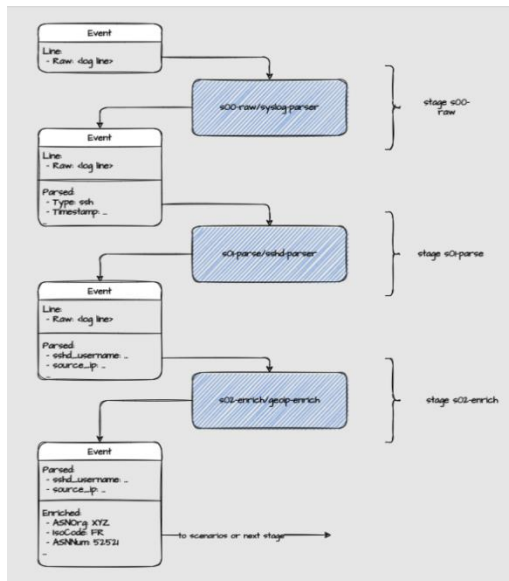 Event
Line:
- Raw: <log line>
s00-raw/syslog-parser
stage s00-
raw
Event
Line:
- Raw: <log line>
Parsed:
- Type: ssh
- Timestamp: ...
...
s01-parse/sshd-parser
stage s01-parse
Event
Line:
- Raw: <log line>
Parsed:
- sshd_username: ...
- source_ip: ...
...
s02-enrich/geoip-enrich
stage s02-enrich
Event
Parsed:
- sshd_username: ...
- source_ip: ...
Enriched:
- ASNOrg: XYZ
- IsoCode: FR
- ASNNum: 52521
...
to scenarios or next stage